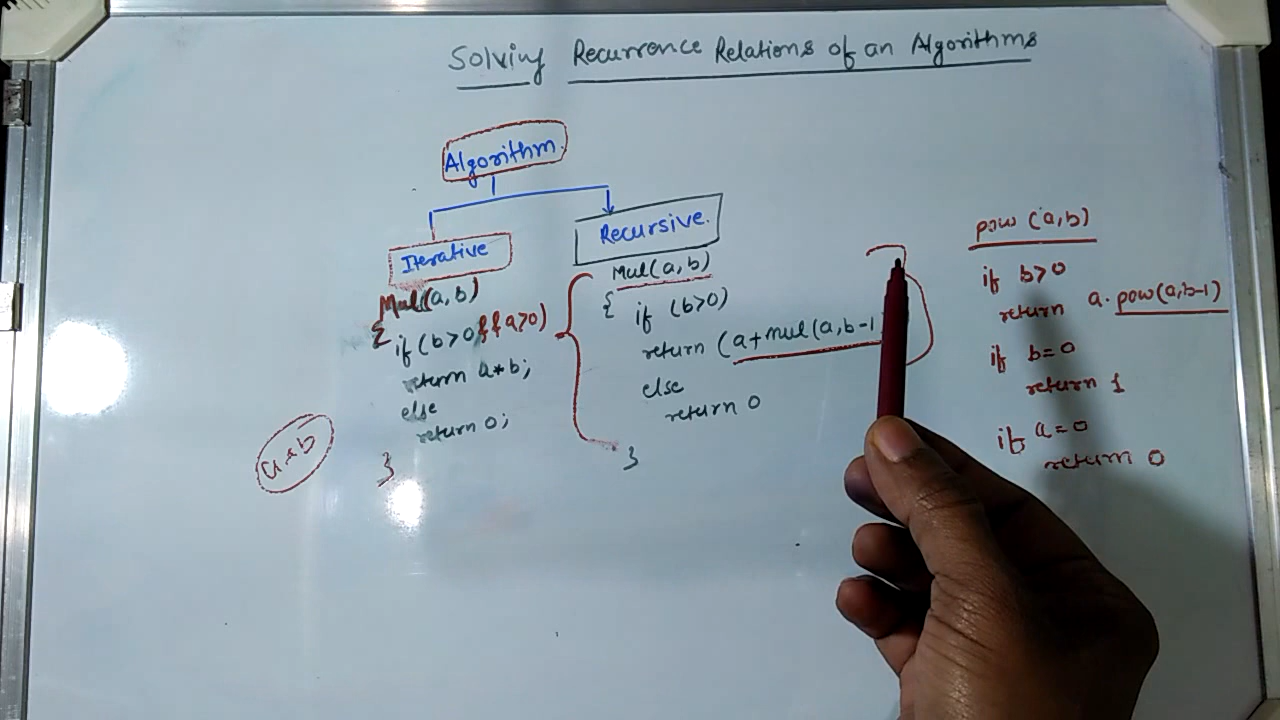 Solving Recurrence Relations of an Algorithms
Algorithm.
Iterative
Mul(a,b)
{
if (b>0 && a>0)
return a*b;
else
return 0;
}
a*b
Recursive.
Mul(a,b)
{ if (b>0)
return (a+mul(a,b-1
else
return 0
}
pow (a,b)
if b>0
return a. pow(a,b-1)
if b=0
return 1
if a=0
return 0